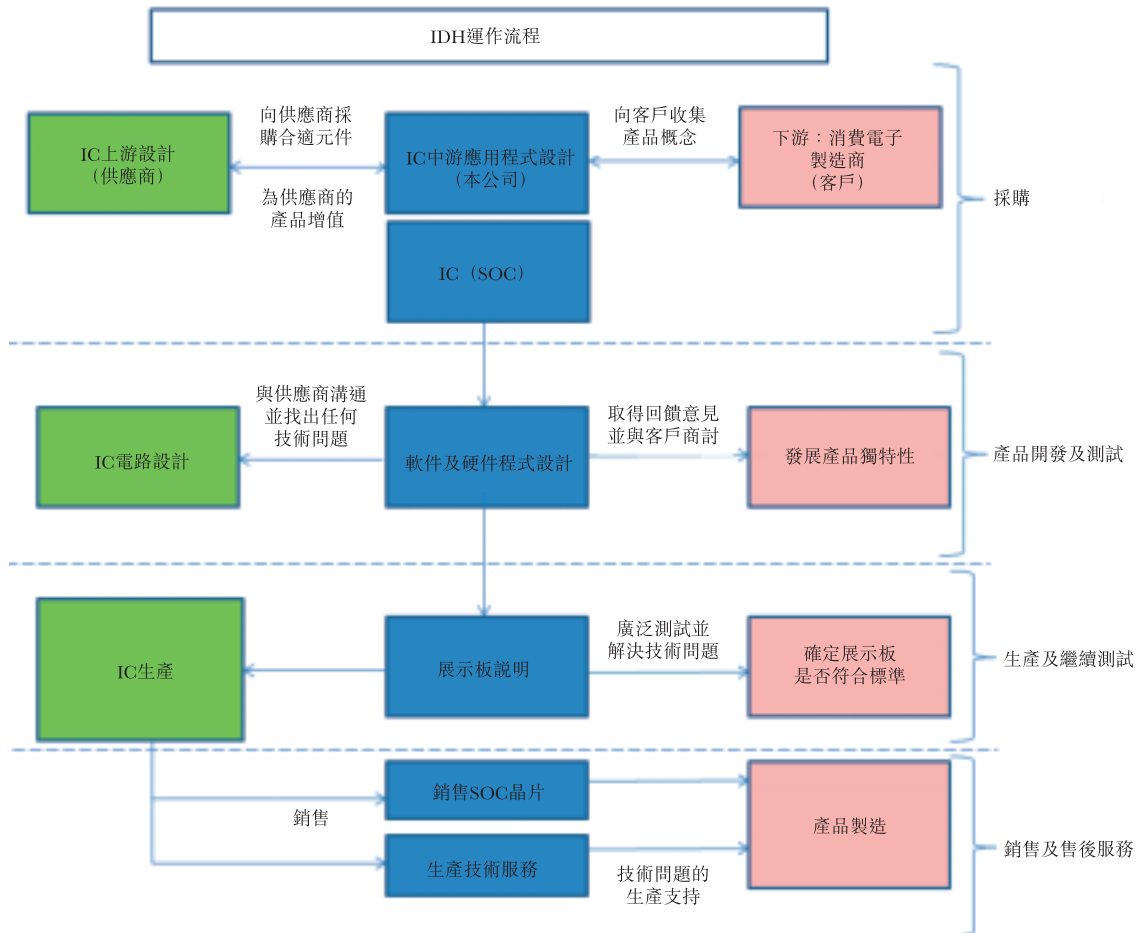 IDH運作流程
向供應商採
購合適元件
向客戶收集
產品概念
IC上游設計
(供應商)
IC中游應用程式設計
(本公司)
下游：消費電子
製造商
(客戶)
為供應商的
產品增值
採購
IC（SOC）
與供應商溝通
並找出任何
技術問題
取得回饋意見
並與客戶商討
IC電路設計
軟件及硬件程式設計
發展產品獨特性
產品開發及測試
廣泛測試並
解決技術問題
IC生產
展示板說明
確定展示板
是否符合標準
生產及繼續測試
銷售
銷售SOC晶片
產品製造
生產技術服務
技術問題的
生產支持
銷售及售後服務